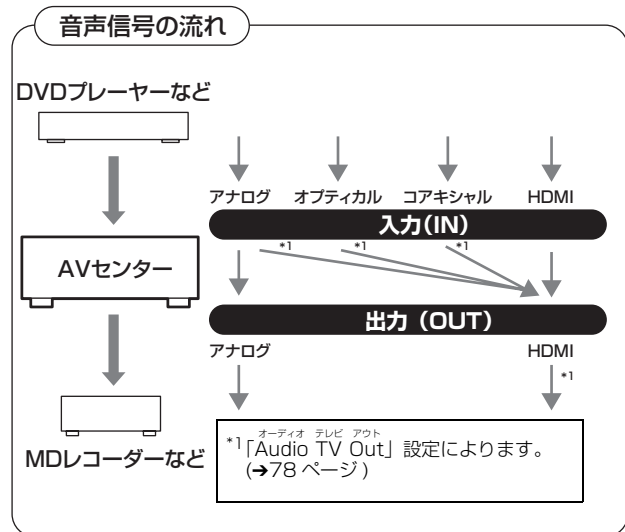 音声信号の流れ
DVDプレーヤーなど
アナログ オプティカル コアキシャル HDMI
入力(IN)
*1 *1 *1
AVセンター
出力（OUT）
アナログ HDMI
*1
MDレコーダーなど
オーディオ テレビ アウト
*1「Audio TV Out」設定によります。
(➔78 ページ)